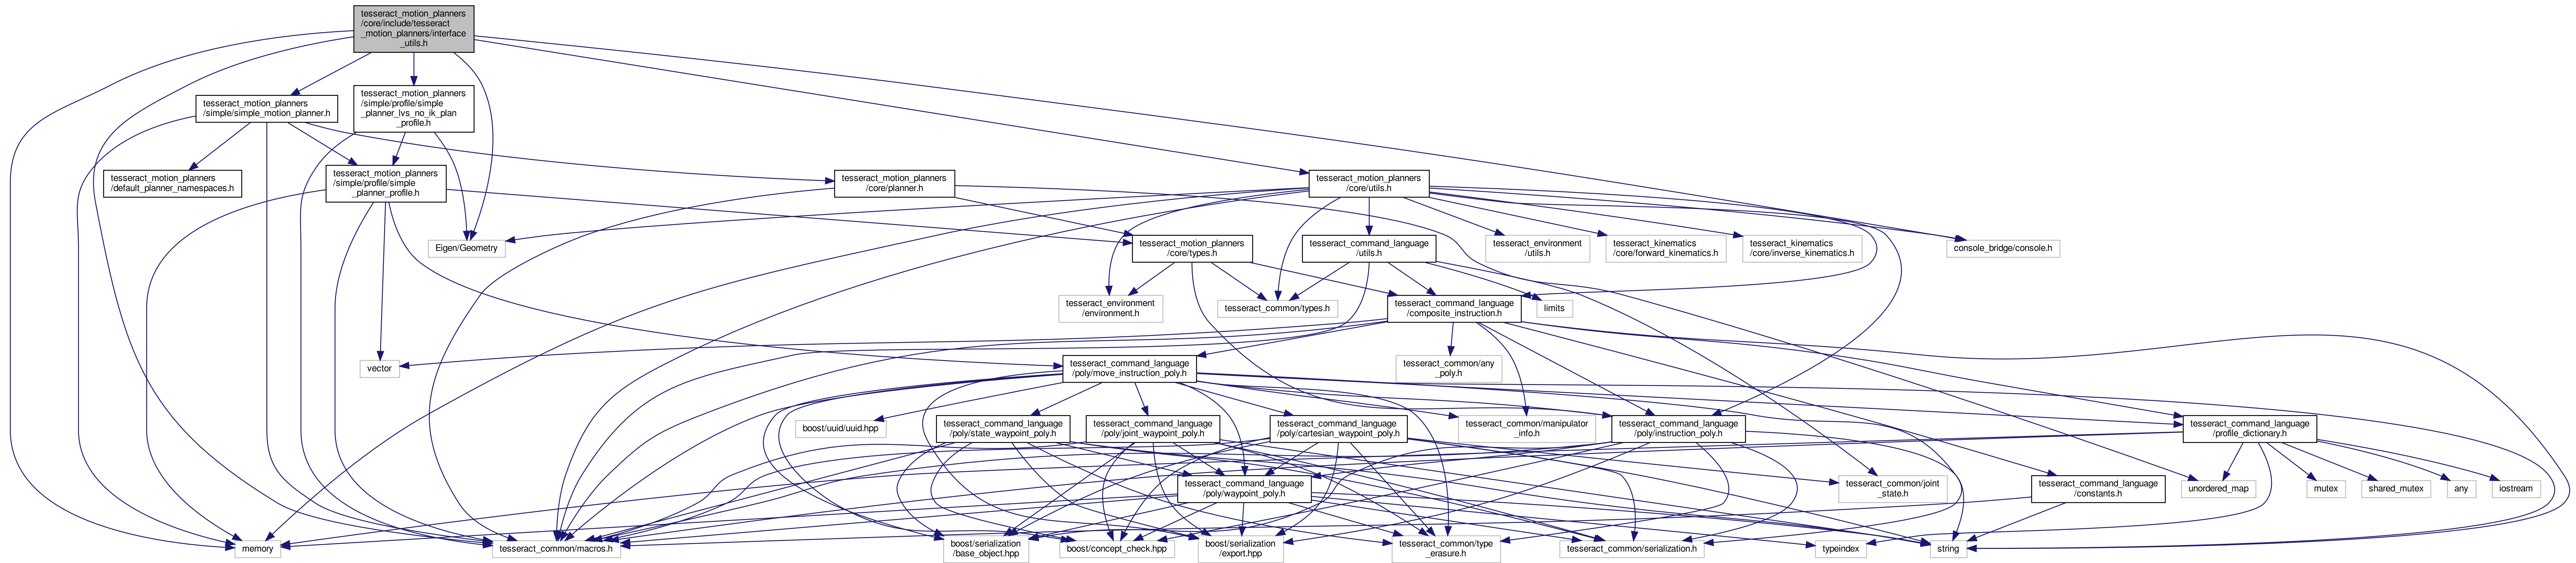 tesseract_motion_planners
/core/include/tesseract
_motion_planners/interface
_utils.h
tesseract_motion_planners
/simple/simple_motion_planner.h
tesseract_motion_planners
/simple/profile/simple
_planner_lvs_no_ik_plan
_profile.h
tesseract_motion_planners
/default_planner_namespaces.h
tesseract_motion_planners
/simple/profile/simple
_planner_profile.h
tesseract_motion_planners
/core/planner.h
tesseract_motion_planners
/core/utils.h
Eigen/Geometry
tesseract_motion_planners
/core/types.h
tesseract_command_language
/utils.h
tesseract_environment
/utils.h
tesseract_kinematics
/core/forward_kinematics.h
tesseract_kinematics
/core/inverse_kinematics.h
console_bridge/console.h
tesseract_environment
/environment.h
tesseract_common/types.h
tesseract_command_language
/composite_instruction.h
limits
vector
tesseract_command_language
/poly/move_instruction_poly.h
tesseract_common/any
_poly.h
boost/uuid/uuid.hpp
tesseract_command_language
/poly/state_waypoint_poly.h
tesseract_command_language
/poly/joint_waypoint_poly.h
tesseract_command_language
/poly/cartesian_waypoint_poly.h
tesseract_common/manipulator
_info.h
tesseract_command_language
/poly/instruction_poly.h
tesseract_command_language
/profile_dictionary.h
tesseract_command_language
/poly/waypoint_poly.h
tesseract_common/joint
_state.h
tesseract_command_language
/constants.h
unordered_map
mutex
shared_mutex
any
iostream
memory
tesseract_common/macros.h
boost/serialization
/base_object.hpp
boost/concept_check.hpp
boost/serialization
/export.hpp
tesseract_common/type
_erasure.h
tesseract_common/serialization.h
typeindex
string